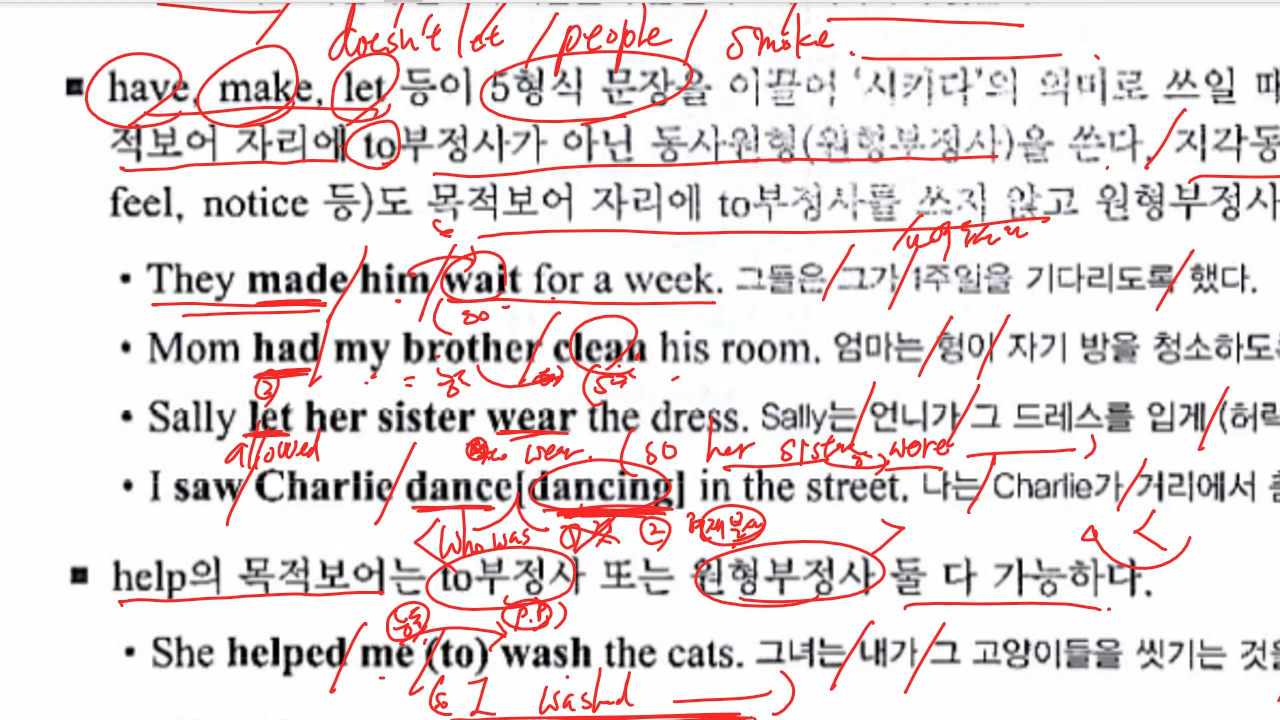 doesn't let / people / smoke.
■ have, make, let 등이 5형식 문장을 이끌어 '시키다'의 의미로 쓰일 때
적보어 자리에 to부정사가 아닌 동사원형(원형부정사)을 쓴다. 지각동
feel, notice 등)도 목적보어 자리에 to부정사를 쓰지 않고 원형부정사
• They made him wait for a week. 그들은 그가 1주일을 기다리도록 했다.
so
• Mom had my brother clean his room. 엄마는 형이 자기 방을 청소하도록
• Sally let her sister wear the dress. Sally는 언니가 그 드레스를 입게 (허락
allowed wear. (so her sister wore )
• I saw Charlie dance[dancing] in the street. 나는 Charlie가 거리에서 춤
<who was ① ② 현재분사 >
■ help의 목적보어는 to부정사 또는 원형부정사 둘 다 가능하다.
능동 p.p)
• She helped me (to) wash the cats. 그녀는 내가 그 고양이들을 씻기는 것을
(so I washed )